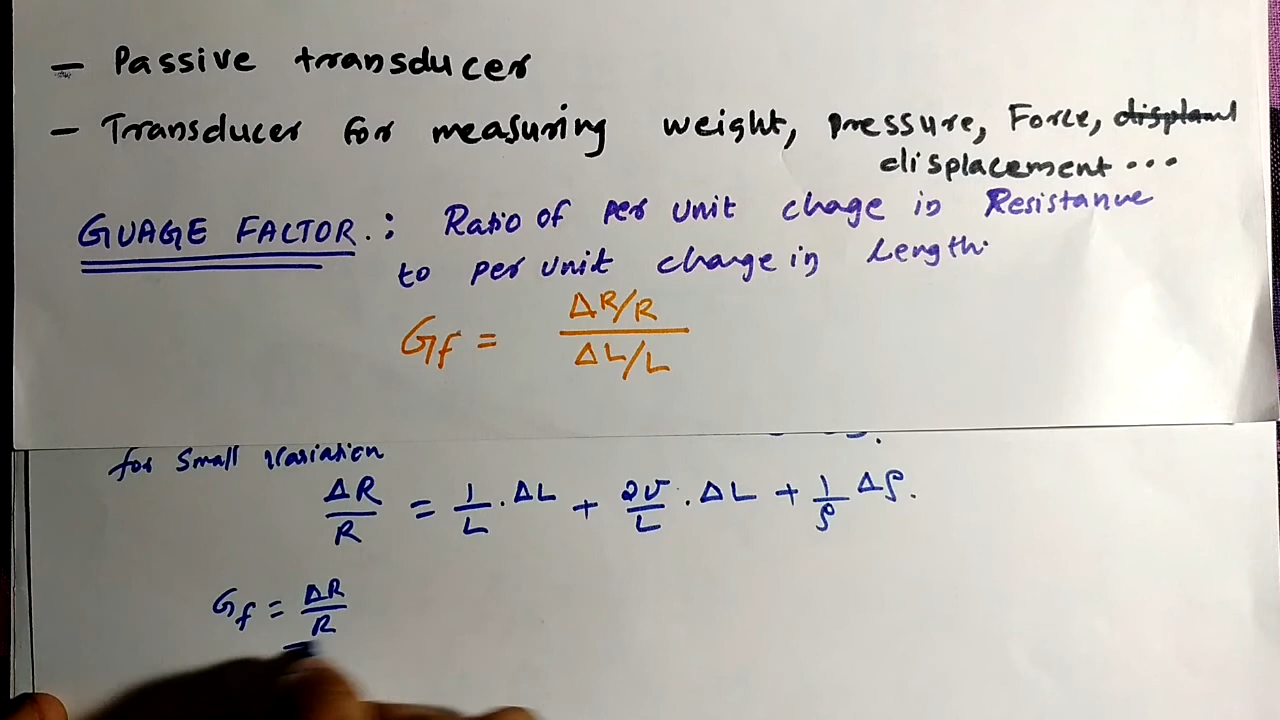 - Passive transducer
- Transducer for measuring weight, pressure, Force,
displacement...
GUAGE FACTOR.: Ratio of per unit chage in Resistance
to per unit change in Length.
Gf = ΔR/R / ΔL/L
for small variation
ΔR/R = 1/L . ΔL + 2υ/L . ΔL + 1/ρ Δρ.
Gf = ΔR/R